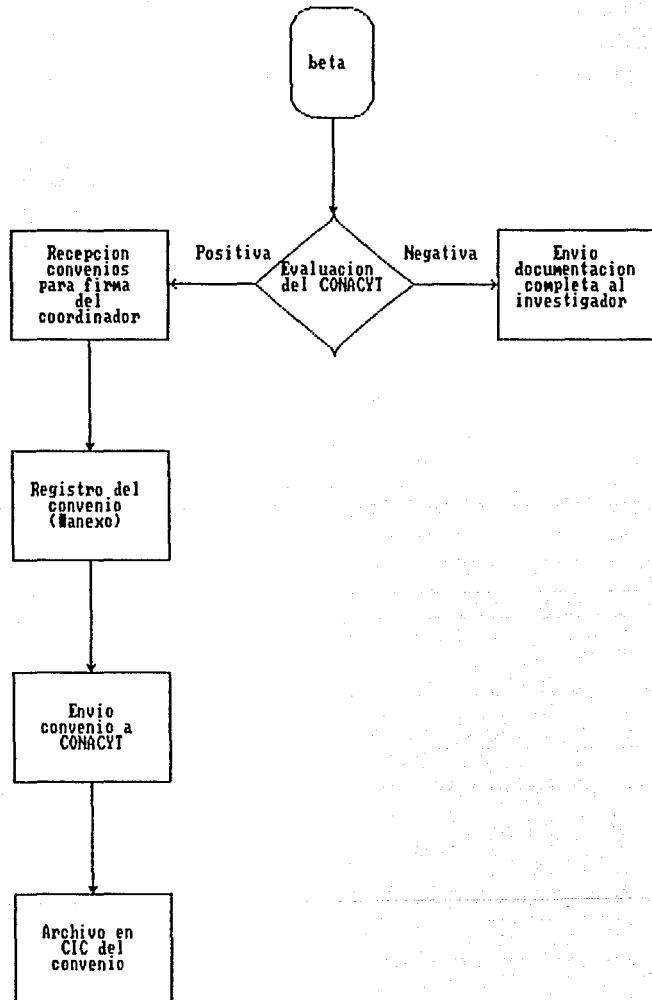 beta
Positiva
Negativa
Evaluacion
del CONACYT
Recepcion
convenios
para firma
del
coordinador
Envio
documentacion
completa al
investigador
Registro del
convenio
(#anexo)
Envio
convenio a
CONACYT
Archivo en
CIC del
convenio